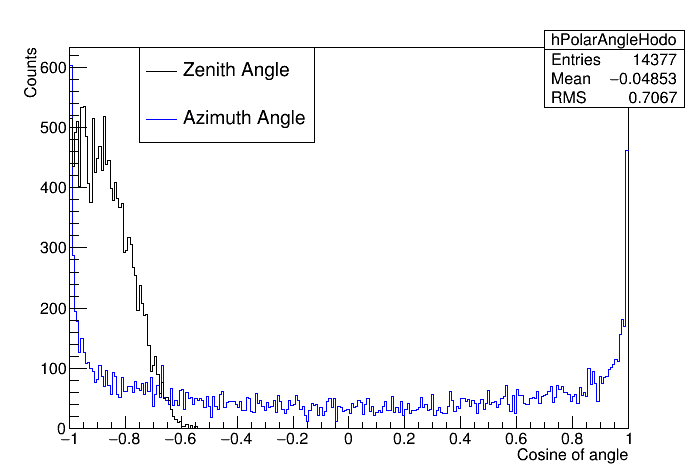 hPolarAngleHodo
Entries 14377
Mean −0.04853
RMS 0.7067
Counts
Zenith Angle
Azimuth Angle
600
500
400
300
200
100
0
−1 −0.8 −0.6 −0.4 −0.2 0 0.2 0.4 0.6 0.8 1
Cosine of angle